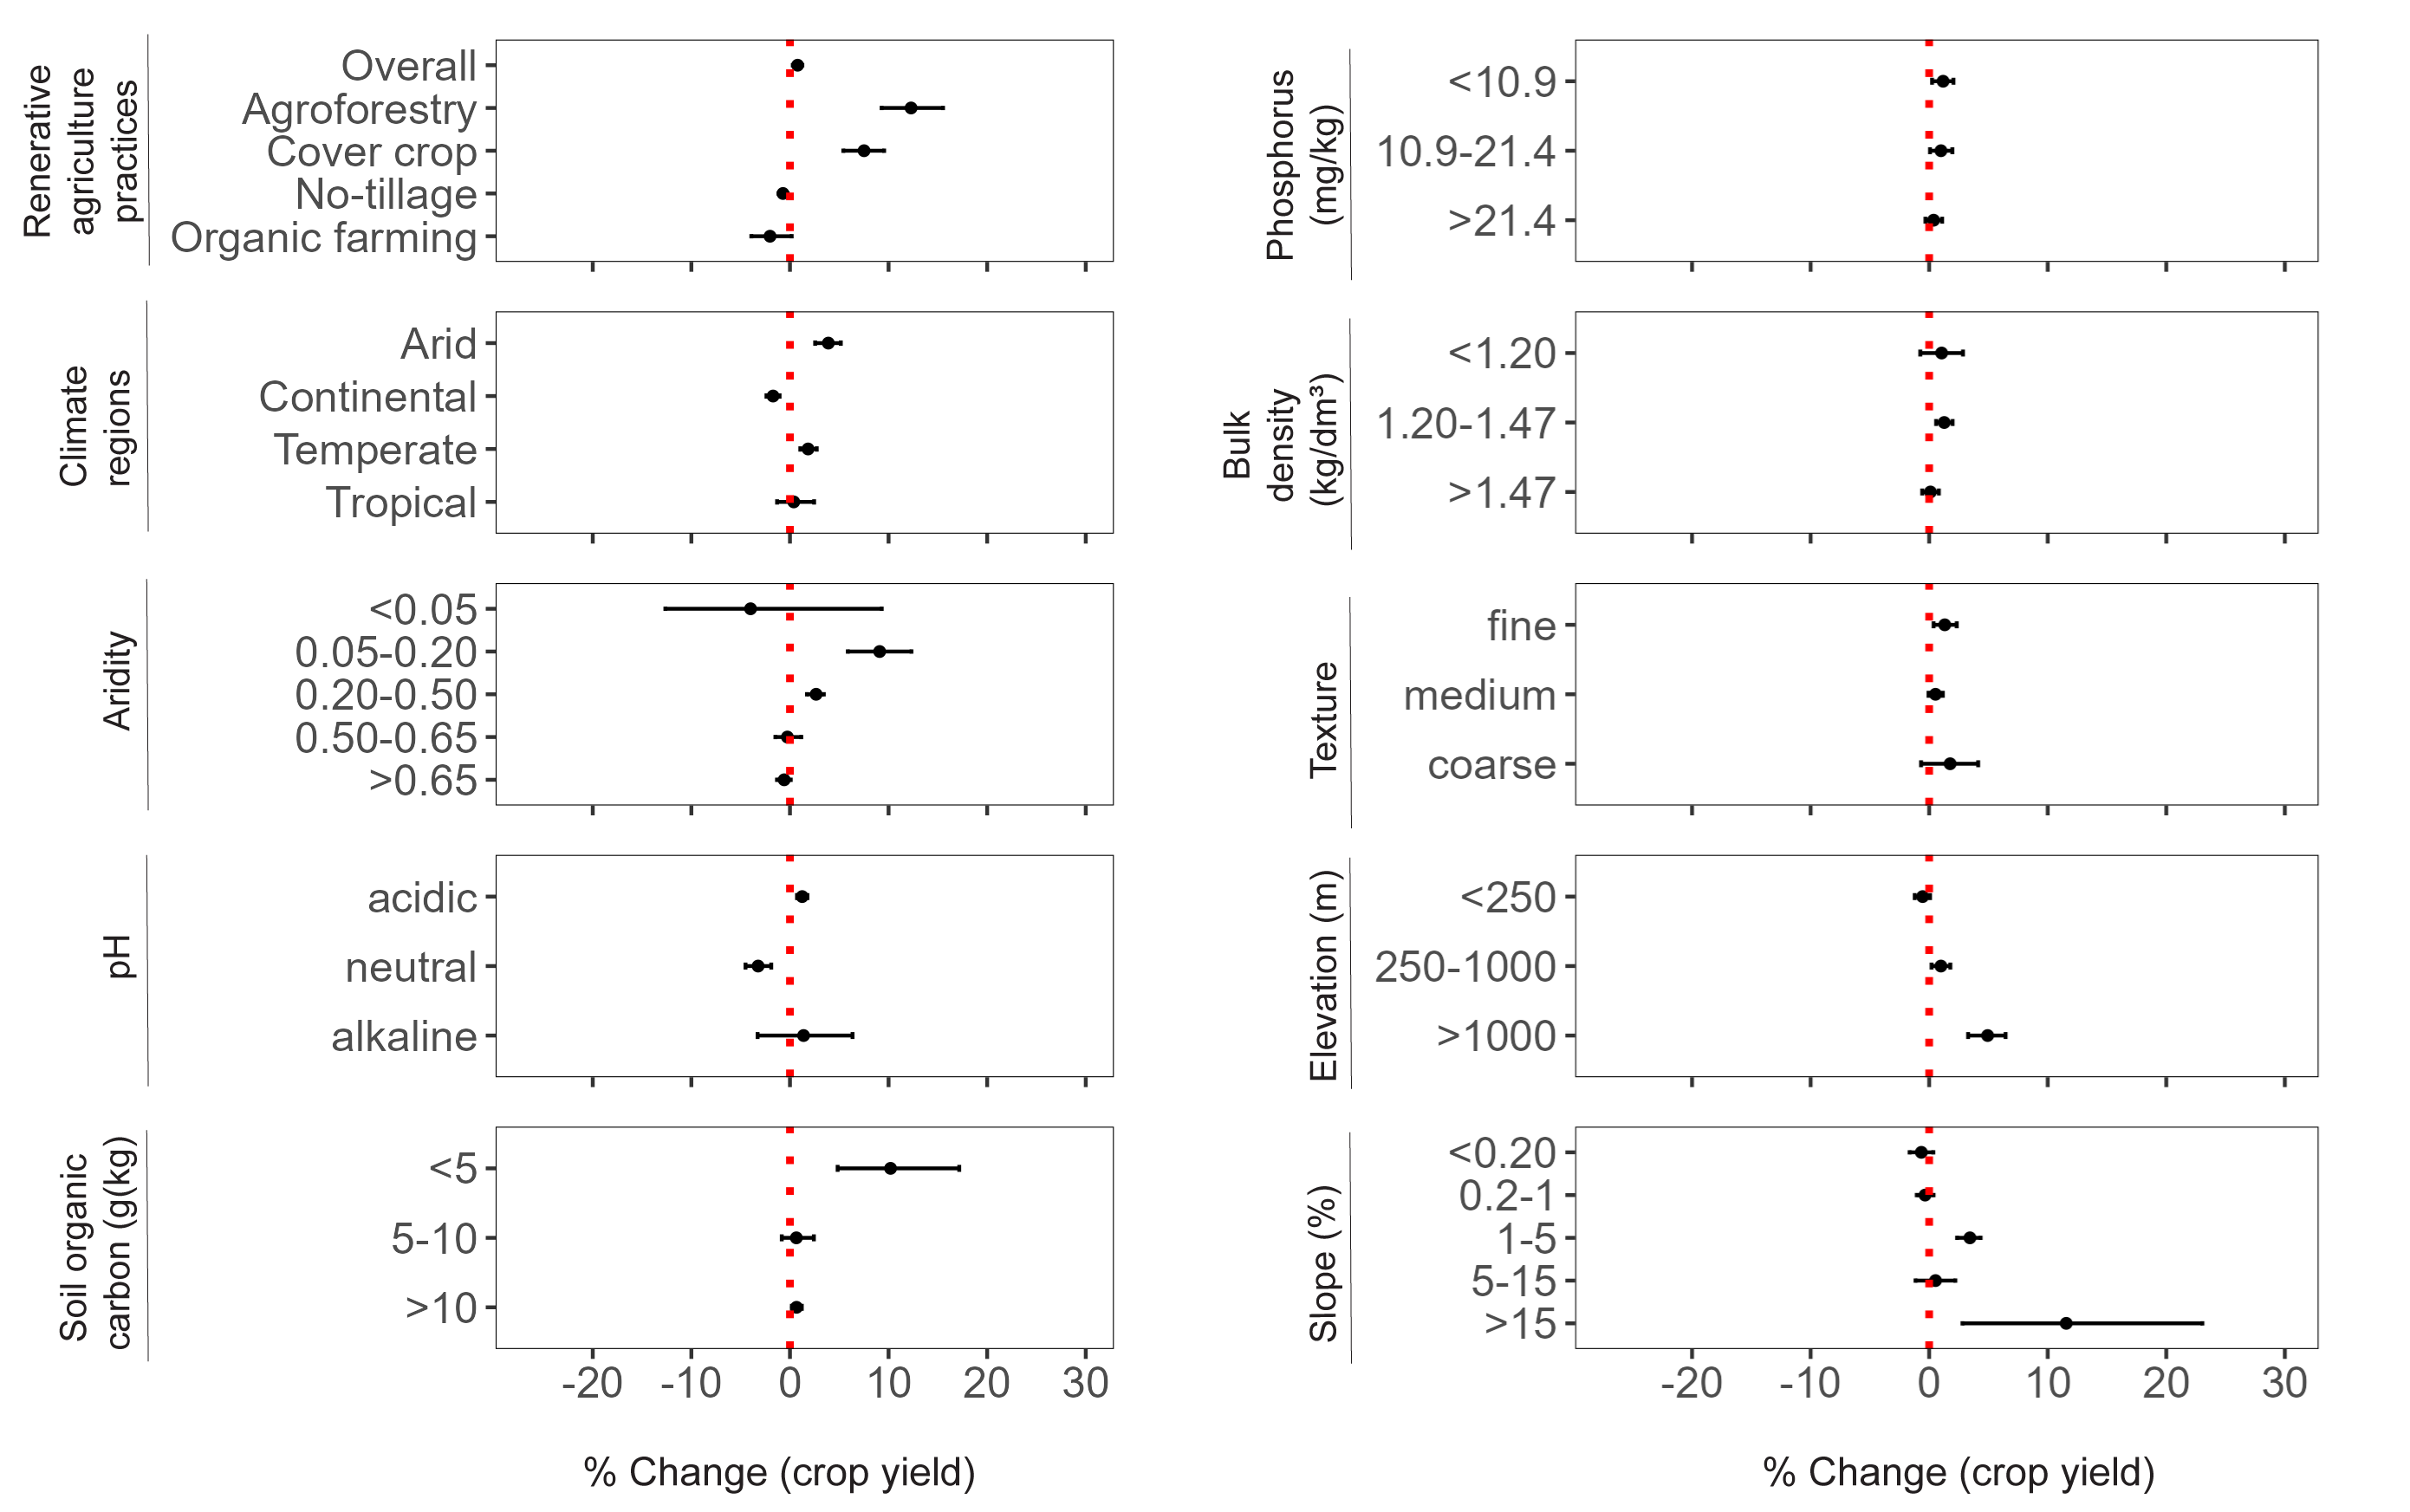 Renerative
agriculture
practices
Overall
Agroforestry
Cover crop
No-tillage
Organic farming
Climate
regions
Arid
Continental
Temperate
Tropical
Aridity
<0.05
0.05-0.20
0.20-0.50
0.50-0.65
>0.65
pH
acidic
neutral
alkaline
Soil organic
carbon (g(kg)
<5
5-10
>10
-20 -10 0 10 20 30
% Change (crop yield)
Phosphorus
(mg/kg)
<10.9
10.9-21.4
>21.4
Bulk
density
(kg/dm³)
<1.20
1.20-1.47
>1.47
Texture
fine
medium
coarse
Elevation (m)
<250
250-1000
>1000
Slope (%)
<0.20
0.2-1
1-5
5-15
>15
-20 -10 0 10 20 30
% Change (crop yield)